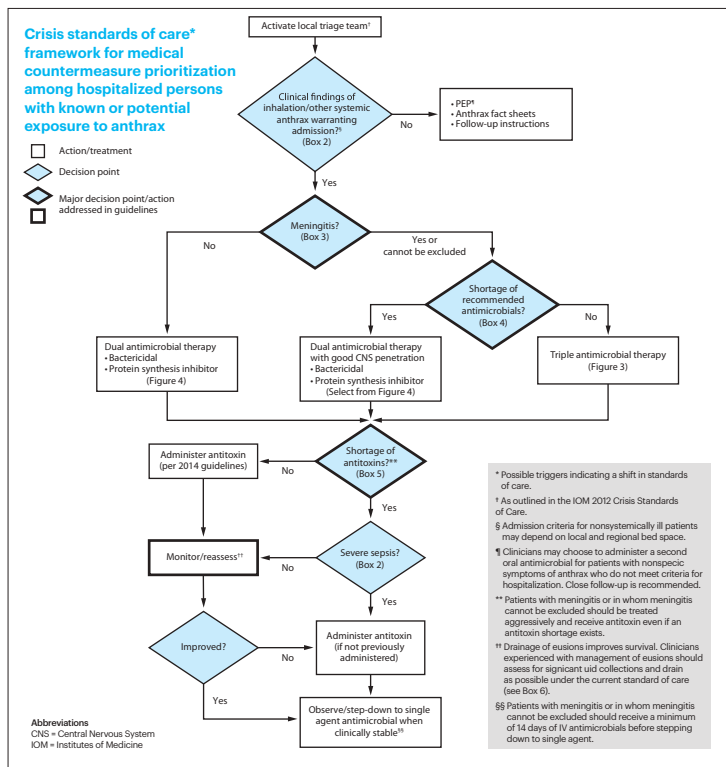 Crisis standards of care*
framework for medical
countermeasure prioritization
among hospitalized persons
with known or potential
exposure to anthrax
Action/treatment
Decision point
Major decision point/action
addressed in guidelines
Activate local triage team†
Clinical findings of
inhalation/other systemic
anthrax warranting
admission?§
(Box 2)
No
• PEP¶
• Anthrax fact sheets
• Follow-up instructions
Yes
Meningitis?
(Box 3)
No
Yes or
cannot be excluded
Shortage of
recommended
antimicrobials?
(Box 4)
Yes
No
Dual antimicrobial therapy
• Bactericidal
• Protein synthesis inhibitor
(Figure 4)
Dual antimicrobial therapy
with good CNS penetration
• Bactericidal
• Protein synthesis inhibitor
(Select from Figure 4)
Triple antimicrobial therapy
(Figure 3)
Shortage of
antitoxins?**
(Box 5)
No
Administer antitoxin
(per 2014 guidelines)
Yes
Severe sepsis?
(Box 2)
No
Monitor/reassess††
Yes
Improved?
No
Administer antitoxin
(if not previously
administered)
Yes
Observe/step-down to single
agent antimicrobial when
clinically stable§§
Abbreviations
CNS = Central Nervous System
IOM = Institutes of Medicine
* Possible triggers indicating a shift in standards
of care.
† As outlined in the IOM 2012 Crisis Standards
of Care.
§ Admission criteria for nonsystemically ill patients
may depend on local and regional bed space.
¶ Clinicians may choose to administer a second
oral antimicrobial for patients with nonspecic
symptoms of anthrax who do not meet criteria for
hospitalization. Close follow-up is recommended.
** Patients with meningitis or in whom meningitis
cannot be excluded should be treated
aggressively and receive antitoxin even if an
antitoxin shortage exists.
†† Drainage of eusions improves survival. Clinicians
experienced with management of eusions should
assess for signicant uid collections and drain
as possible under the current standard of care
(see Box 6).
§§ Patients with meningitis or in whom meningitis
cannot be excluded should receive a minimum
of 14 days of IV antimicrobials before stepping
down to single agent.